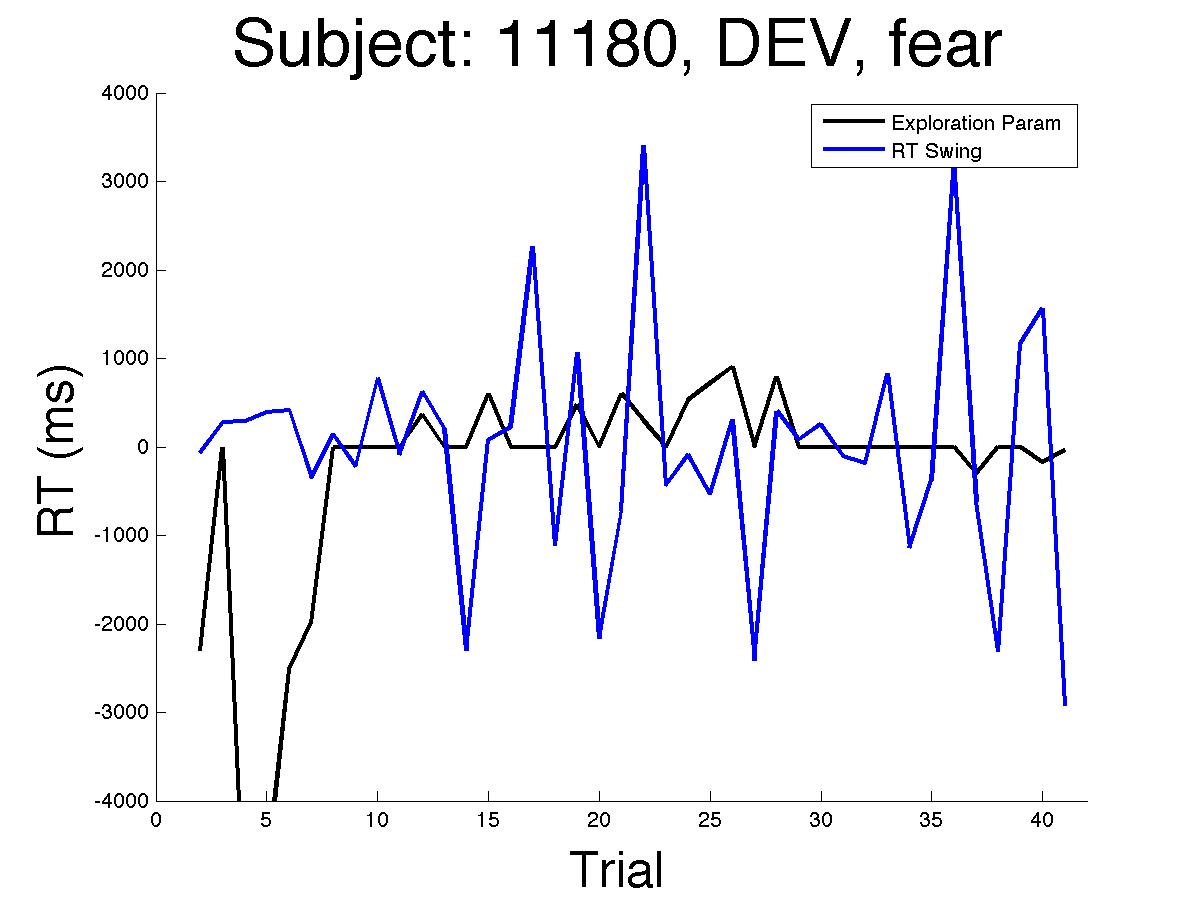 Subject: 11180, DEV, fear
4000
3000
2000
1000
0
-1000
-2000
-3000
-4000
RT (ms)
Exploration Param
RT Swing
0 5 10 15 20 25 30 35 40
Trial